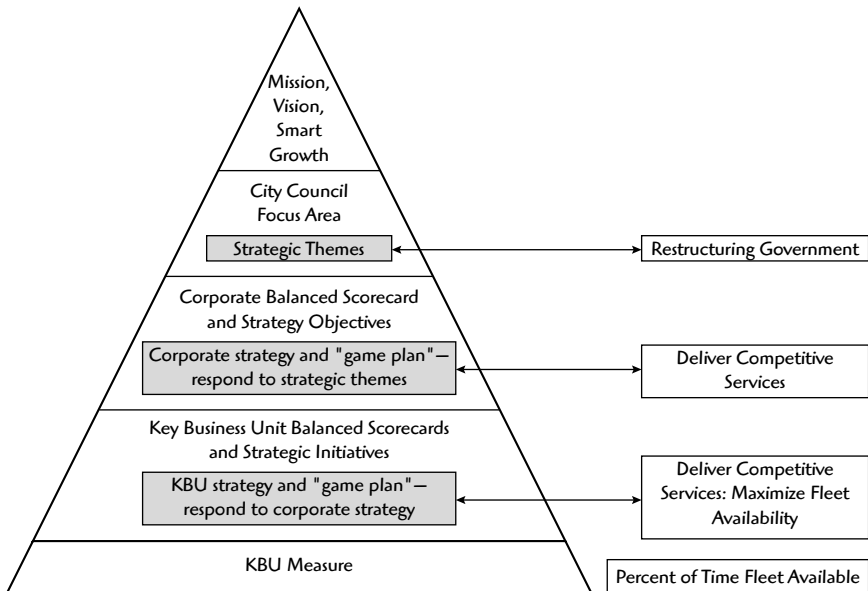 Mission,
Vision,
Smart
Growth
City Council
Focus Area
Strategic Themes
Restructuring Government
Corporate Balanced Scorecard
and Strategy Objectives
Corporate strategy and "game plan"—
respond to strategic themes
Deliver Competitive
Services
Key Business Unit Balanced Scorecards
and Strategic Initiatives
KBU strategy and "game plan"—
respond to corporate strategy
Deliver Competitive
Services: Maximize Fleet
Availability
KBU Measure
Percent of Time Fleet Available